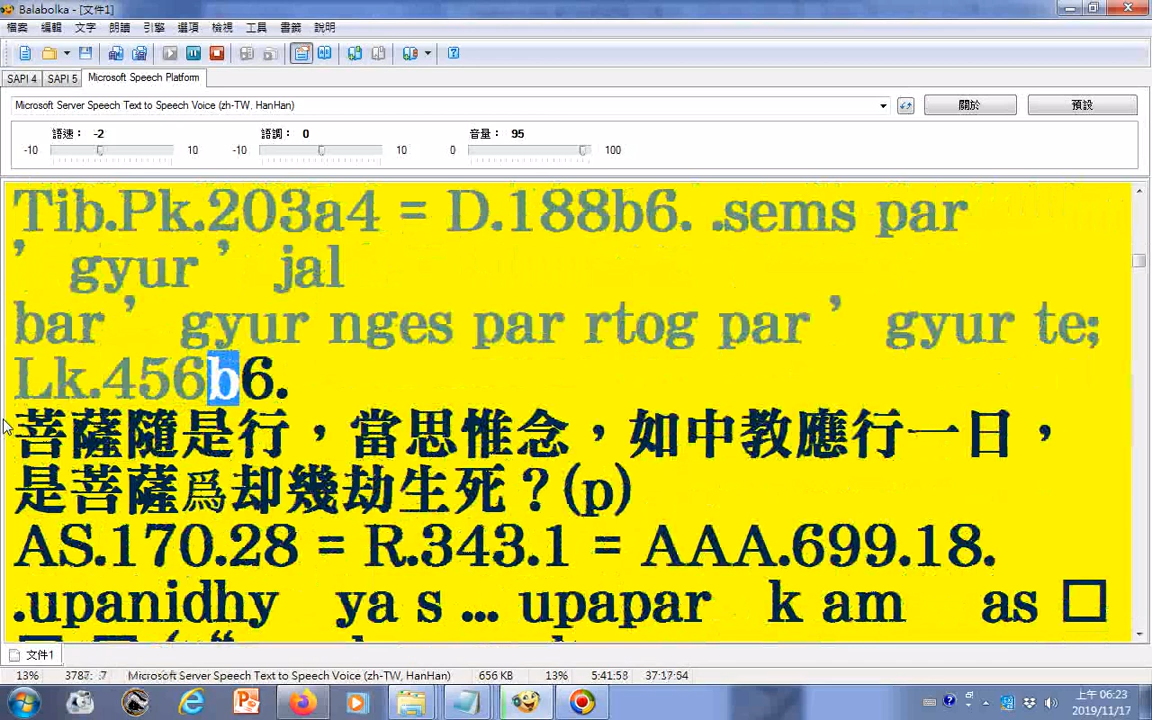 Balabolka - [文件1]
檔案 編輯 文字 朗讀 引擎 選項 檢視 工具 書籤 說明
SAPI 4 SAPI 5 Microsoft Speech Platform
Microsoft Server Speech Text to Speech Voice (zh-TW, HanHan) 關於 預設
語速： -2 語調： 0 音量： 95
-10 10 -10 10 0 100
Tib.Pk.203a4 = D.188b6. .sems par
’ gyur ’ jal
bar ’ gyur nges par rtog par ’ gyur te;
Lk.456b6.
菩薩隨是行，當思惟念，如中教應行一日，
是菩薩爲却幾劫生死？(p)
AS.170.28 = R.343.1 = AAA.699.18.
.upanidhy ya s ... upapar k am as □
文件1
13% 3787: :7 Microsoft Server Speech Text to Speech Voice (zh-TW, HanHan) 656 KB 13% 5:41:53 37:17:54
上午 06:23
2019/11/17